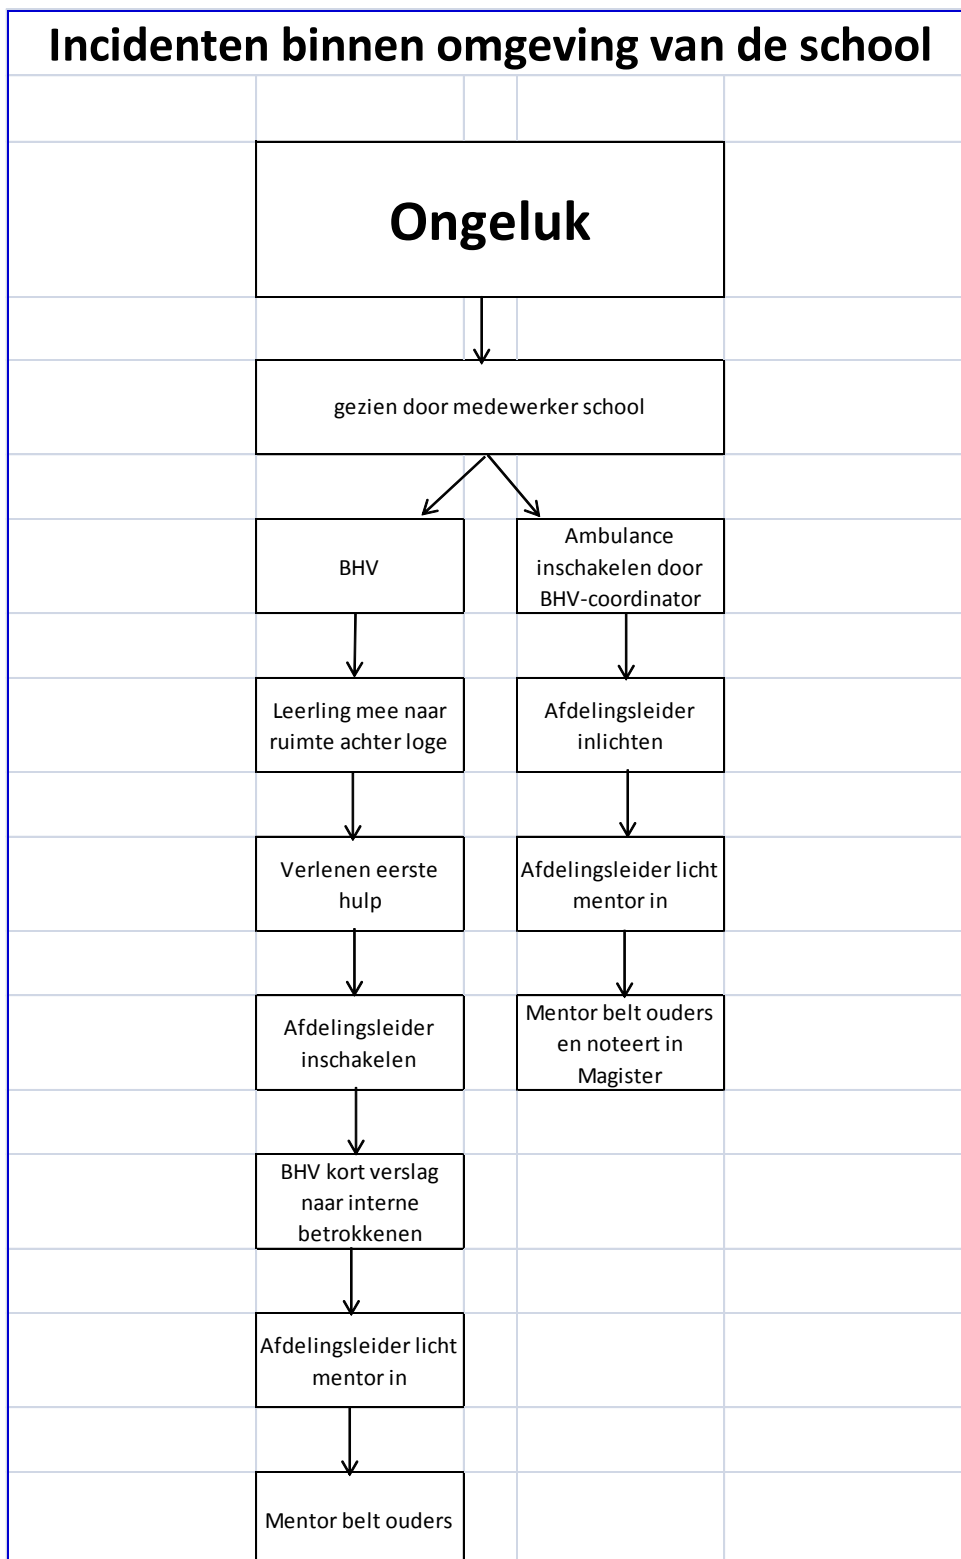 Incidenten binnen omgeving van de school
Ongeluk
gezien door medewerker school
BHV
Ambulance
inschakelen door
BHV-coordinator
Leerling mee naar
ruimte achter loge
Afdelingsleider
inlichten
Verlenen eerste
hulp
Afdelingsleider licht
mentor in
Afdelingsleider
inschakelen
Mentor belt ouders
en noteert in
Magister
BHV kort verslag
naar interne
betrokkenen
Afdelingsleider licht
mentor in
Mentor belt ouders